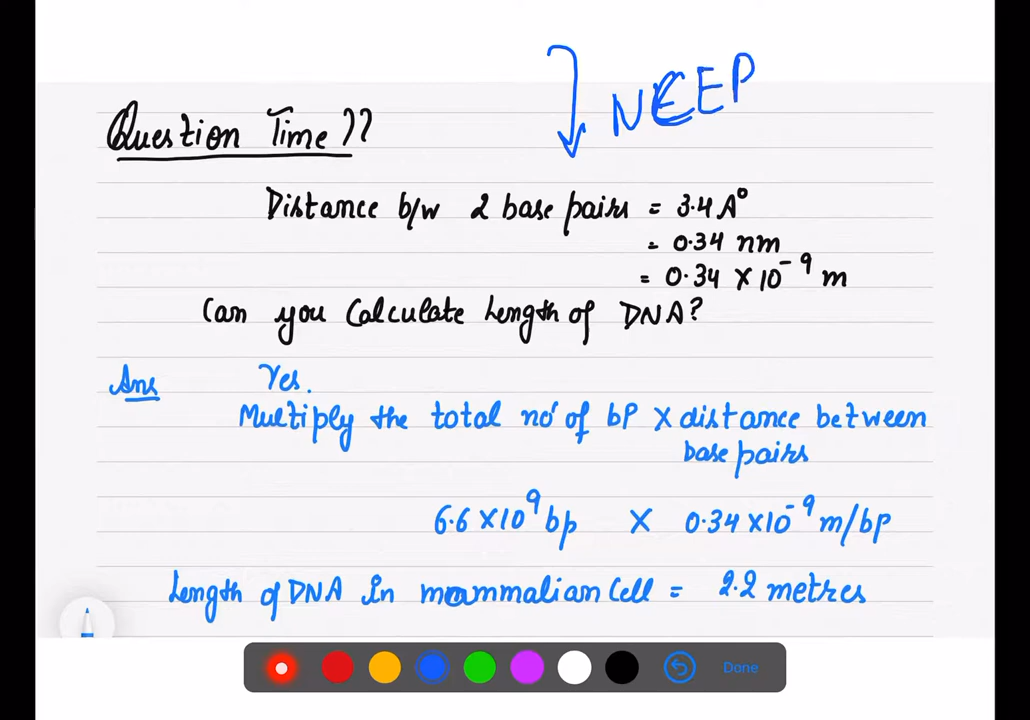 NCEP
Question Time ??
Distance b/w 2 base pairs = 3.4 A°
= 0.34 nm
= 0.34 × 10⁻⁹ m
Can you Calculate Length of DNA?
Ans Yes.
Multiply the total no' of bP × distance between
base pairs
6.6 × 10⁹ bp × 0.34 × 10⁻⁹ m/bp
Length of DNA In mammalian Cell = 2.2 metres
Done